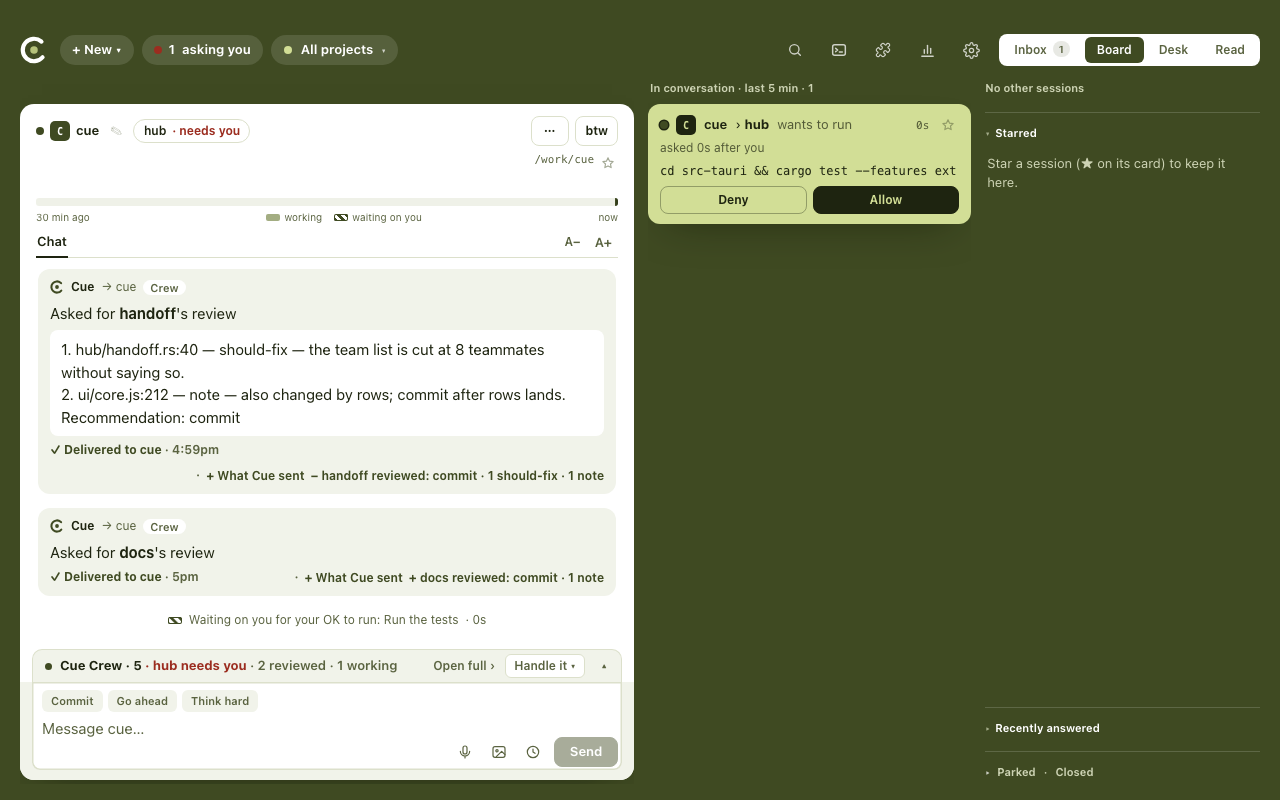 + New ▾
1 asking you
All projects ▾
Inbox 1
Board
Desk
Read
C cue
hub · needs you
···
btw
/work/cue
30 min ago
working
waiting on you
now
Chat
A−
A+
Cue → cue Crew
Asked for handoff's review
1. hub/handoff.rs:40 — should-fix — the team list is cut at 8 teammates
without saying so.
2. ui/core.js:212 — note — also changed by rows; commit after rows lands.
Recommendation: commit
✓ Delivered to cue · 4:59pm
· + What Cue sent − handoff reviewed: commit · 1 should-fix · 1 note
Cue → cue Crew
Asked for docs's review
✓ Delivered to cue · 5pm
· + What Cue sent + docs reviewed: commit · 1 note
Waiting on you for your OK to run: Run the tests · 0s
Cue Crew · 5 · hub needs you · 2 reviewed · 1 working
Open full ›
Handle it ▾
▴
Commit
Go ahead
Think hard
Message cue…
Send
In conversation · last 5 min · 1
C cue › hub wants to run 0s
asked 0s after you
cd src-tauri && cargo test --features ext
Deny
Allow
No other sessions
▾ Starred
Star a session (★ on its card) to keep it
here.
▸ Recently answered
▸ Parked · Closed